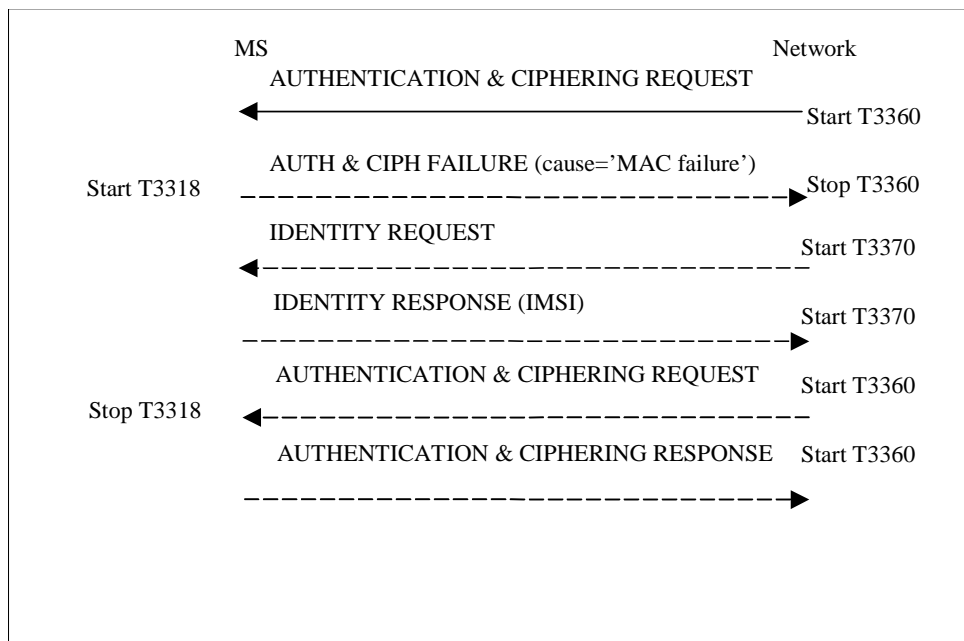 MS Network
AUTHENTICATION & CIPHERING REQUEST
Start T3360
AUTH & CIPH FAILURE (cause=’MAC failure’)
Start T3318 Stop T3360
IDENTITY REQUEST
Start T3370
IDENTITY RESPONSE (IMSI)
Start T3370
AUTHENTICATION & CIPHERING REQUEST
Stop T3318 Start T3360
AUTHENTICATION & CIPHERING RESPONSE Start T3360